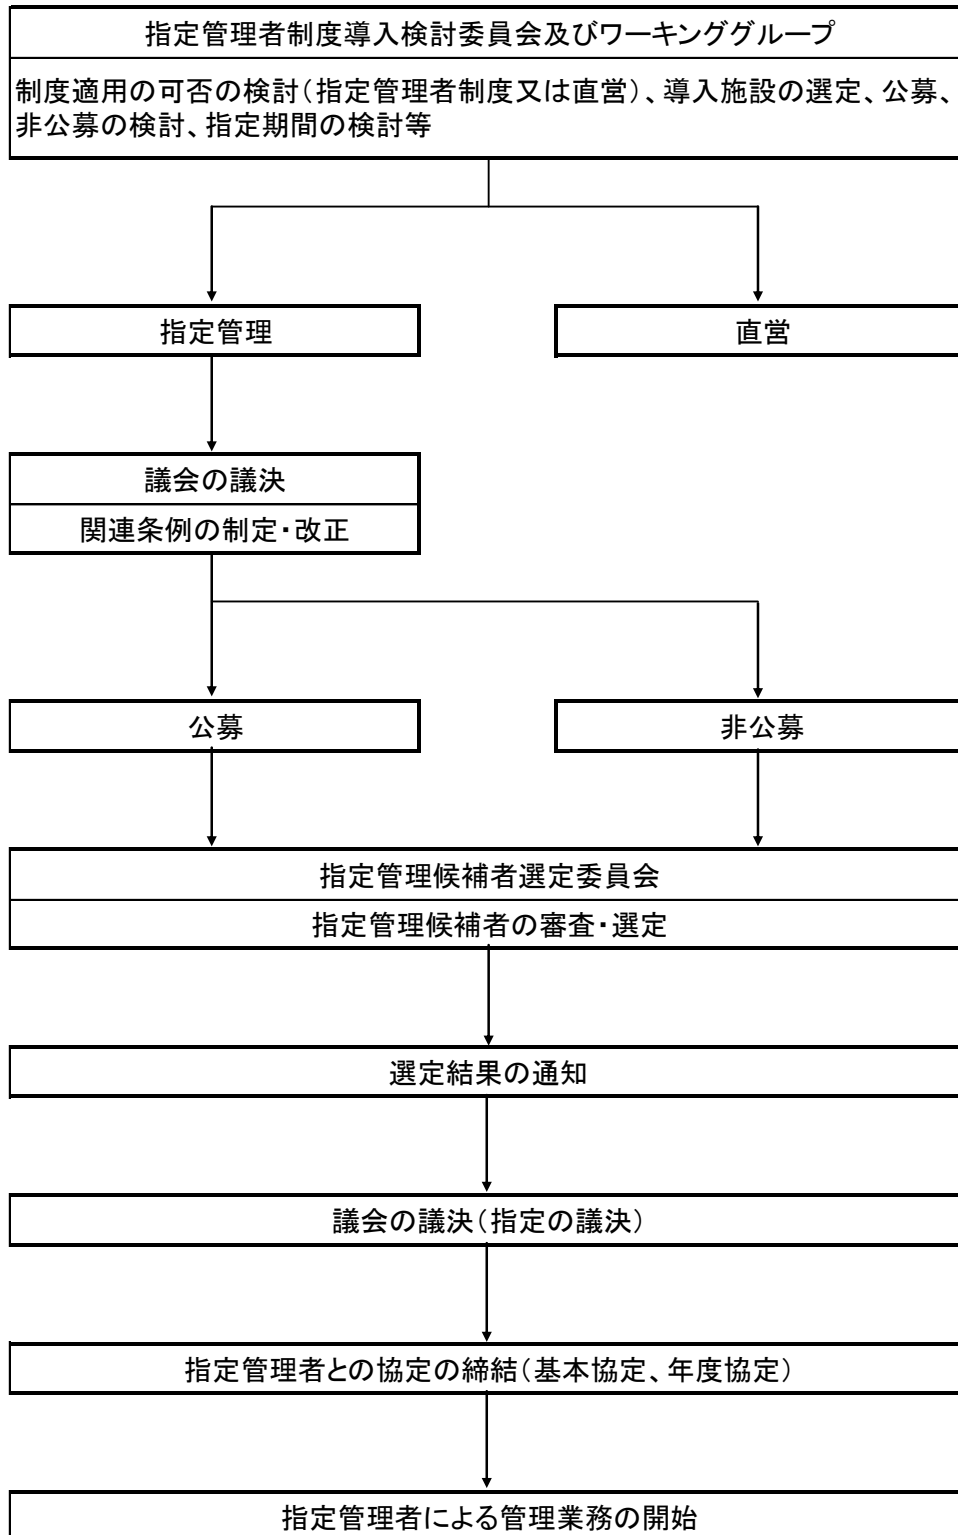 指定管理者制度導入検討委員会及びワーキンググループ
制度適用の可否の検討（指定管理者制度又は直営）、導入施設の選定、公募、
非公募の検討、指定期間の検討等
指定管理
直営
議会の議決
関連条例の制定・改正
公募
非公募
指定管理候補者選定委員会
指定管理候補者の審査・選定
選定結果の通知
議会の議決（指定の議決）
指定管理者との協定の締結（基本協定、年度協定）
指定管理者による管理業務の開始